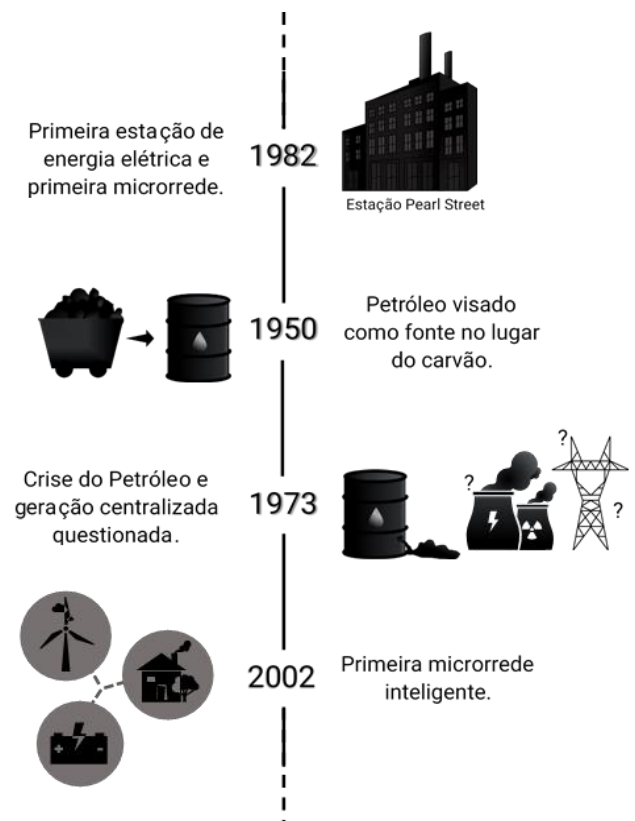 Primeira estação de
energia elétrica e
primeira microrrede.
1982
Estação Pearl Street
1950
Petróleo visado
como fonte no lugar
do carvão.
Crise do Petróleo e
geração centralizada
questionada.
1973
?
?
?
2002
Primeira microrrede
inteligente.